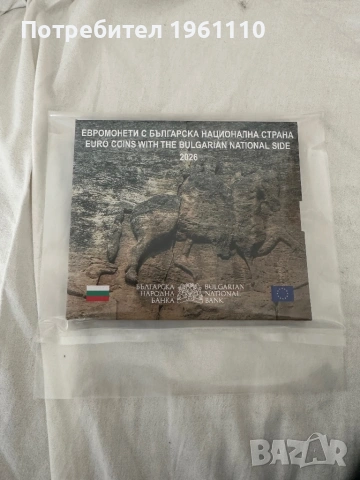 Потребител 1961110
ЕВРОМОНЕТИ С БЪЛГАРСКА НАЦИОНАЛНА СТРАНА
EURO COINS WITH THE BULGARIAN NATIONAL SIDE
2026
БЪЛГАРСКА BULGARIAN
НАРОДНА NATIONAL
БАНКА BANK
BAZAR